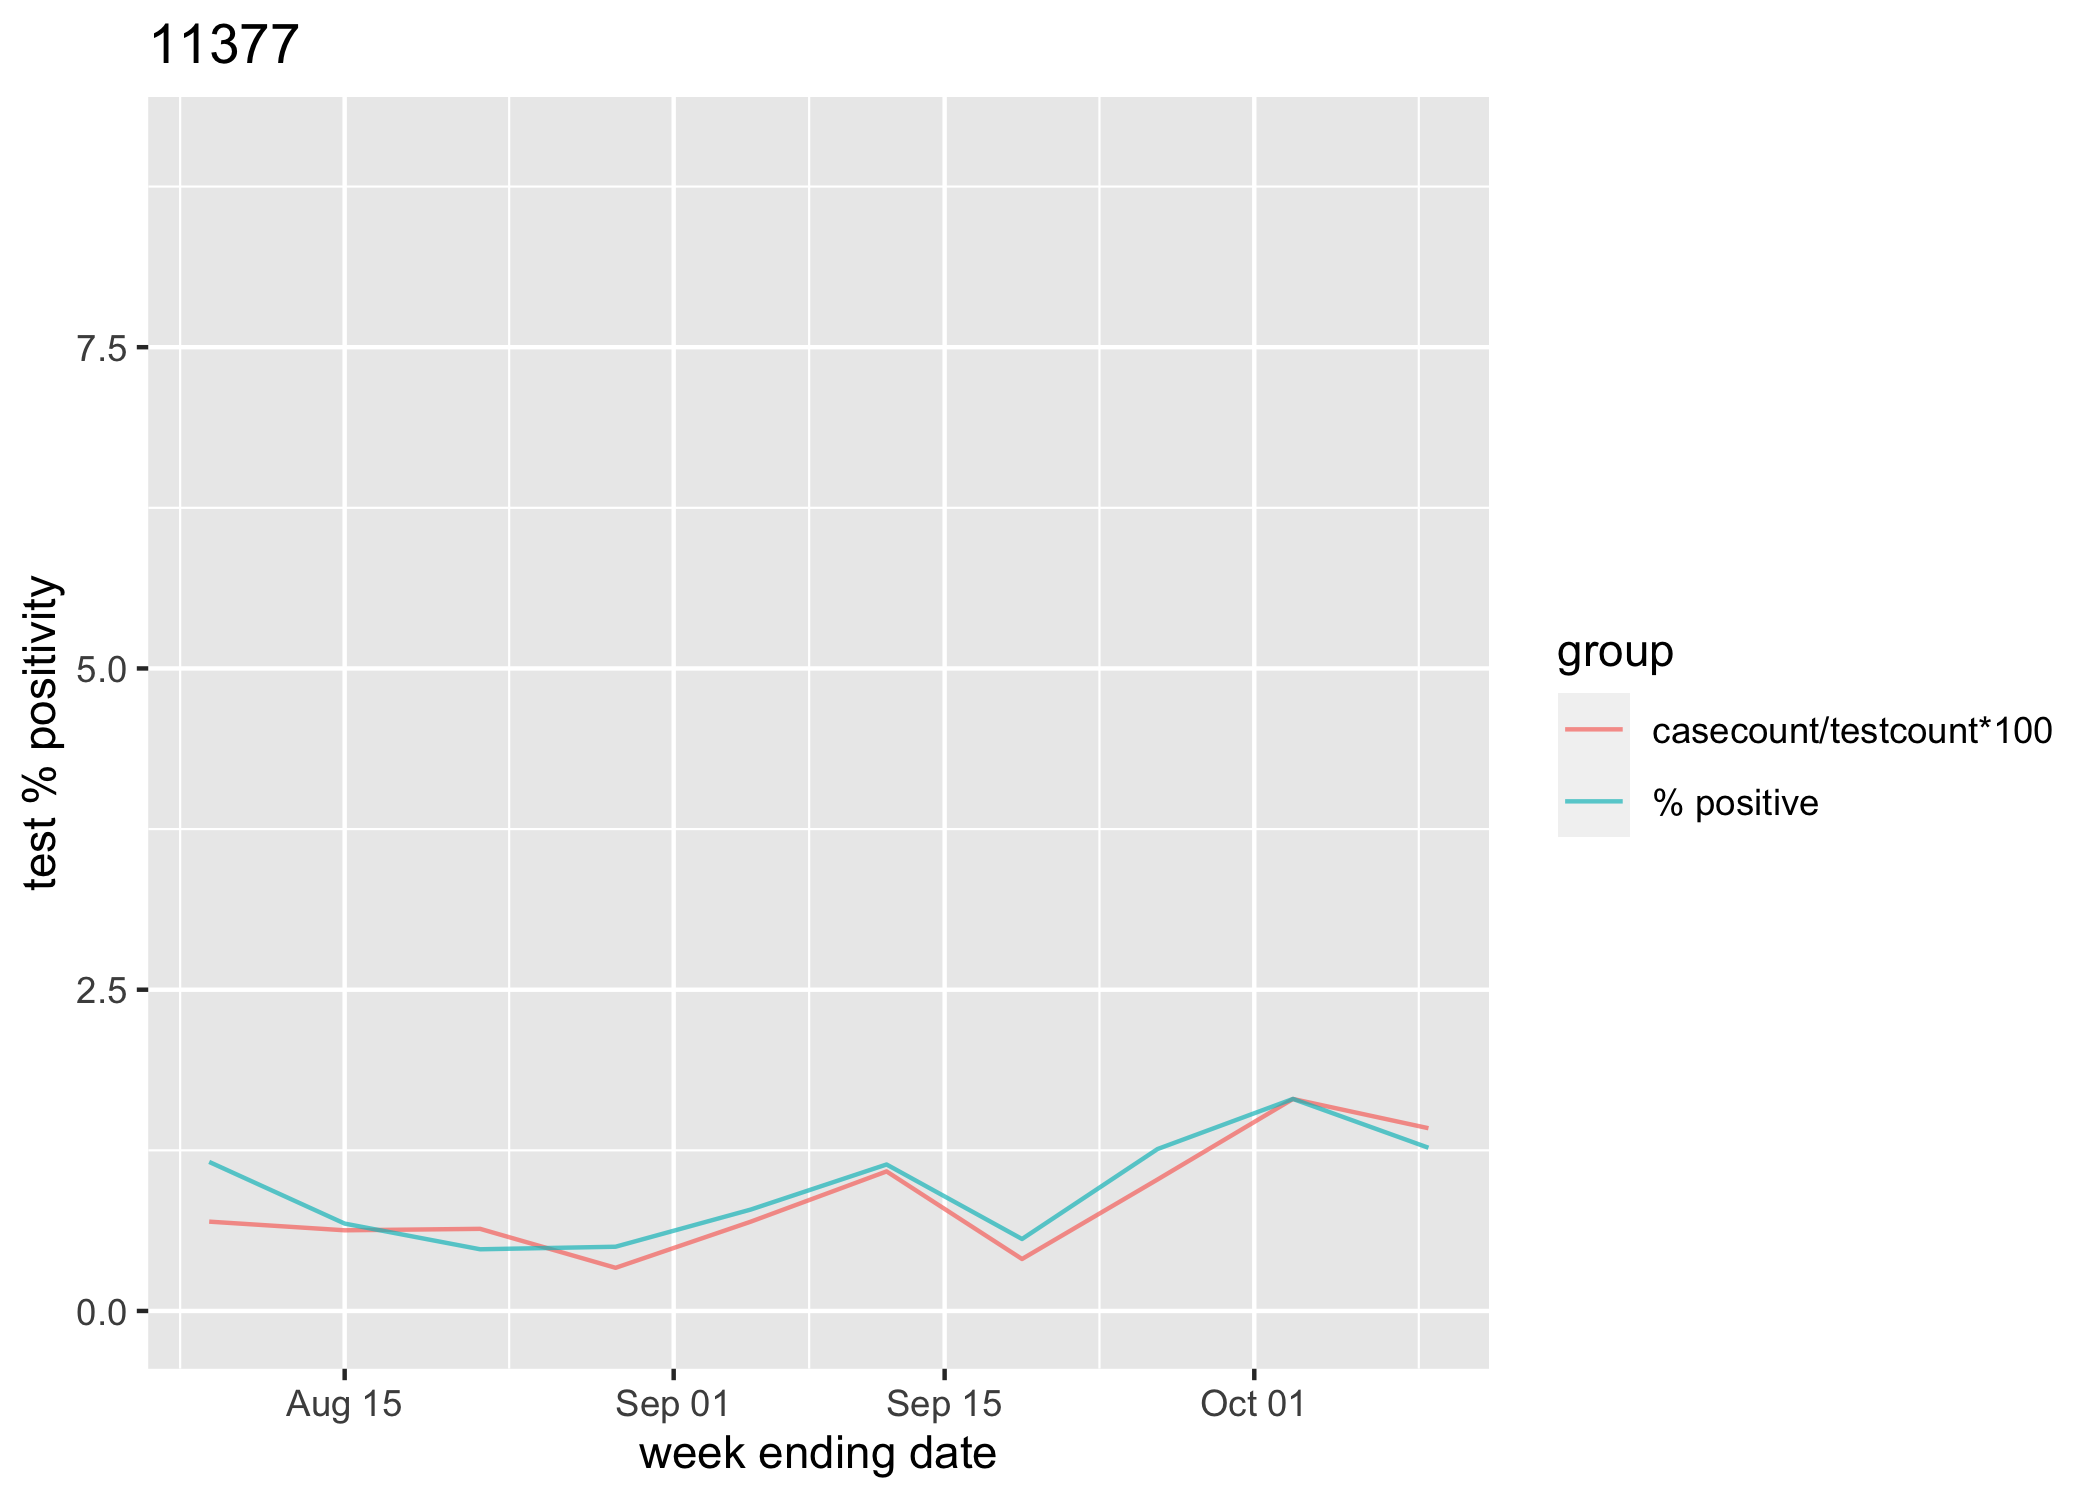 11377
7.5
5.0
2.5
0.0
test % positivity
Aug 15
Sep 01
Sep 15
Oct 01
week ending date
group
casecount/testcount*100
% positive